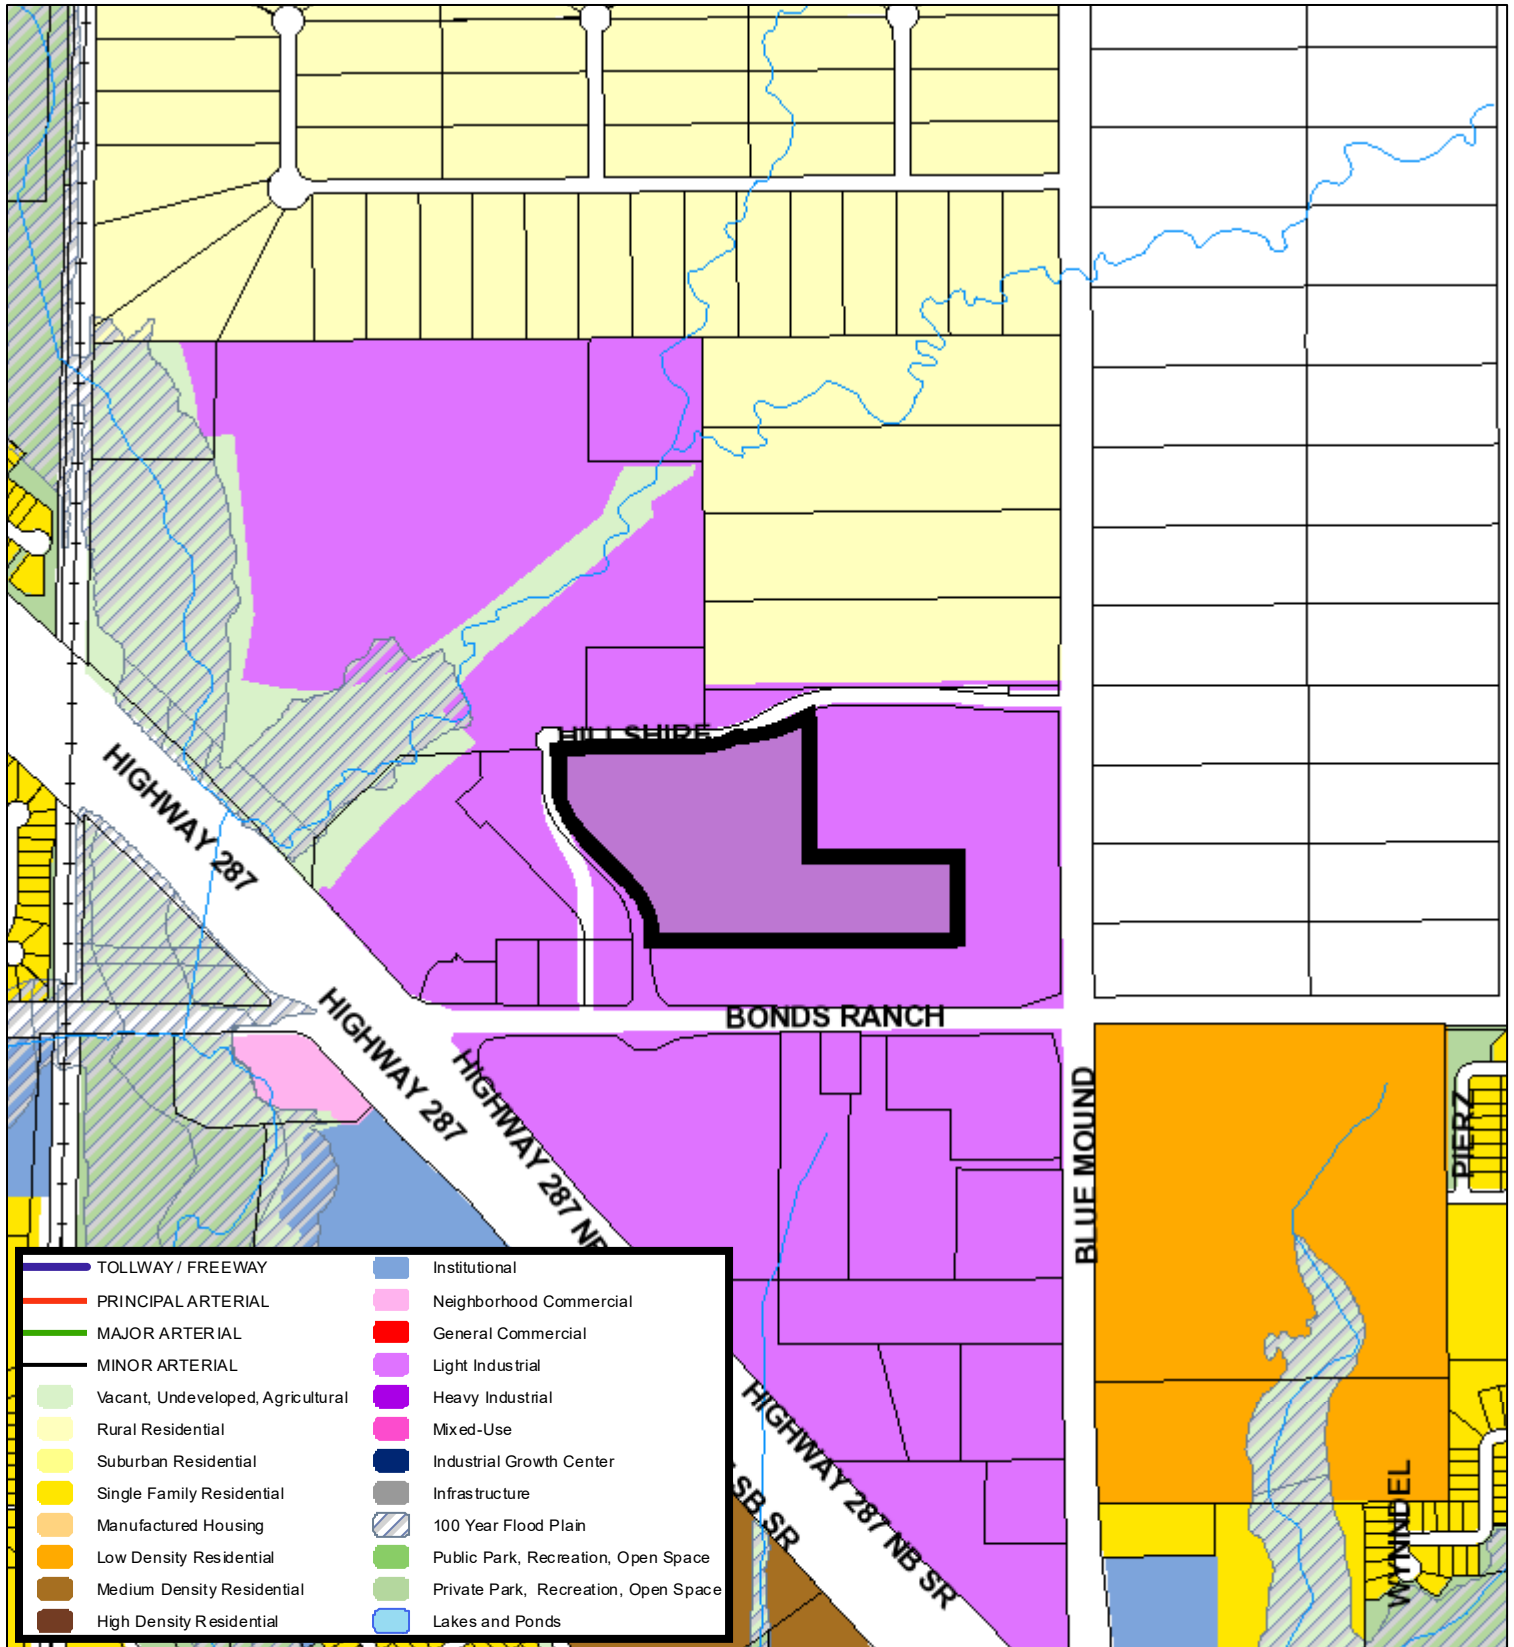 HILLSHIRE
HIGHWAY 287
HIGHWAY 287
BONDS RANCH
HIGHWAY 287 NB
BLUE MOUND
PIERZ
TOLLWAY / FREEWAY
PRINCIPAL ARTERIAL
MAJOR ARTERIAL
MINOR ARTERIAL
Vacant, Undeveloped, Agricultural
Rural Residential
Suburban Residential
Single Family Residential
Manufactured Housing
Low Density Residential
Medium Density Residential
High Density Residential
Institutional
Neighborhood Commercial
General Commercial
Light Industrial
Heavy Industrial
Mixed-Use
Industrial Growth Center
Infrastructure
100 Year Flood Plain
Public Park, Recreation, Open Space
Private Park, Recreation, Open Space
Lakes and Ponds
HIGHWAY 287 NB SR
SB SR
WYNNDEL